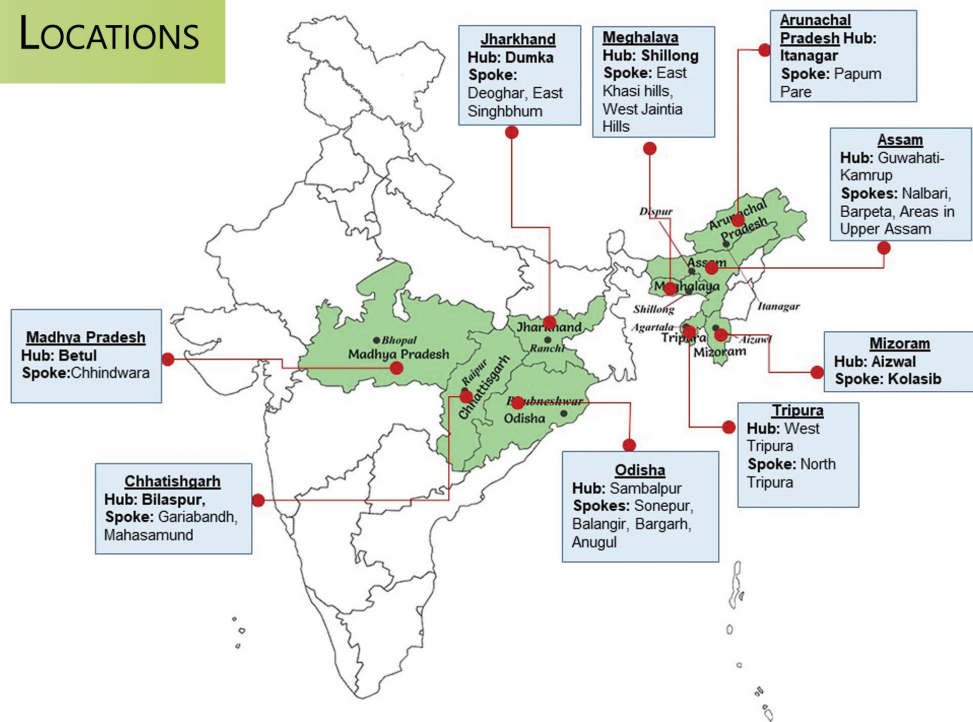 LOCATIONS
Jharkhand
Hub: Dumka
Spoke:
Deoghar, East
Singhbhum
Meghalaya
Hub: Shillong
Spoke: East
Khasi hills,
West Jaintia
Hills
Arunachal
Pradesh Hub:
Itanagar
Spoke: Papum
Pare
Assam
Hub: Guwahati-
Kamrup
Spokes: Nalbari,
Barpeta, Areas in
Upper Assam
Mizoram
Hub: Aizwal
Spoke: Kolasib
Tripura
Hub: West
Tripura
Spoke: North
Tripura
Odisha
Hub: Sambalpur
Spokes: Sonepur,
Balangir, Bargarh,
Anugul
Chhatishgarh
Hub: Bilaspur,
Spoke: Gariabandh,
Mahasamund
Madhya Pradesh
Hub: Betul
Spoke:Chhindwara
Dispur
Arunachal
Pradesh
Assam
Meghalaya
Shillong
Itanagar
Agartala
Aizawl
Tripura
Mizoram
Jharkhand
Ranchi
Bhopal
Madhya Pradesh
Raipur
Chhattisgarh
Bhubneshwar
Odisha